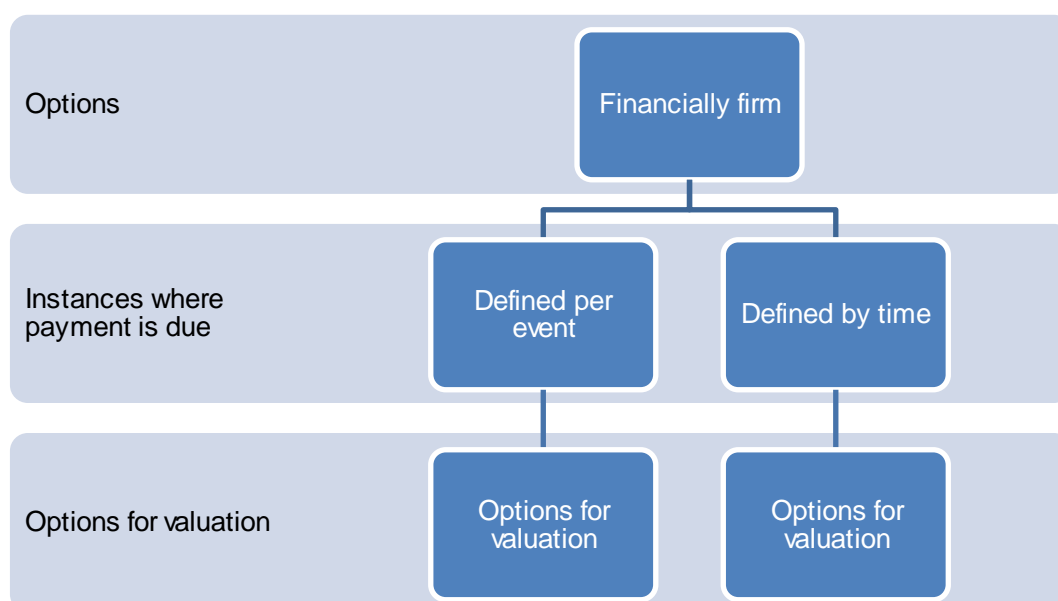 Options
Financially firm
Instances where
payment is due
Defined per
event
Defined by time
Options for valuation
Options for
valuation
Options for
valuation